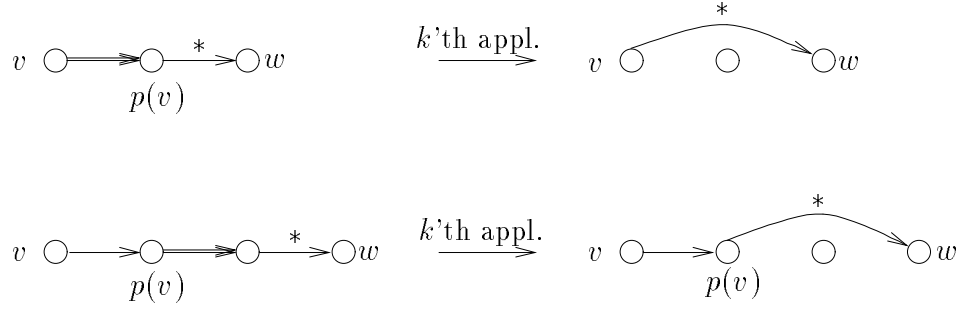 * k'th appl. *
v w v w
p(v)
* k'th appl. *
v w v w
p(v) p(v)